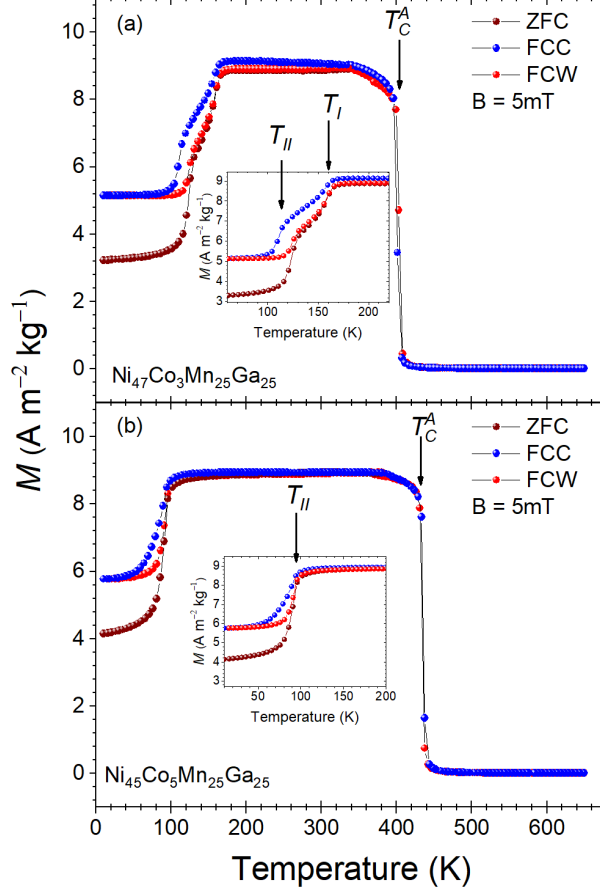 (a)
T_C^A
ZFC
FCC
FCW
B = 5mT
10
8
6
4
2
0
T_I
T_II
9
8
7
6
5
4
3
M (A m⁻² kg⁻¹)
100
150
200
Temperature (K)
Ni₄₇Co₃Mn₂₅Ga₂₅
M (A m⁻² kg⁻¹)
(b)
T_C^A
ZFC
FCC
FCW
B = 5mT
10
8
6
4
2
0
T_II
9
8
7
6
5
4
3
M (A m⁻² kg⁻¹)
50
100
150
200
Temperature (K)
Ni₄₅Co₅Mn₂₅Ga₂₅
0
100
200
300
400
500
600
Temperature (K)